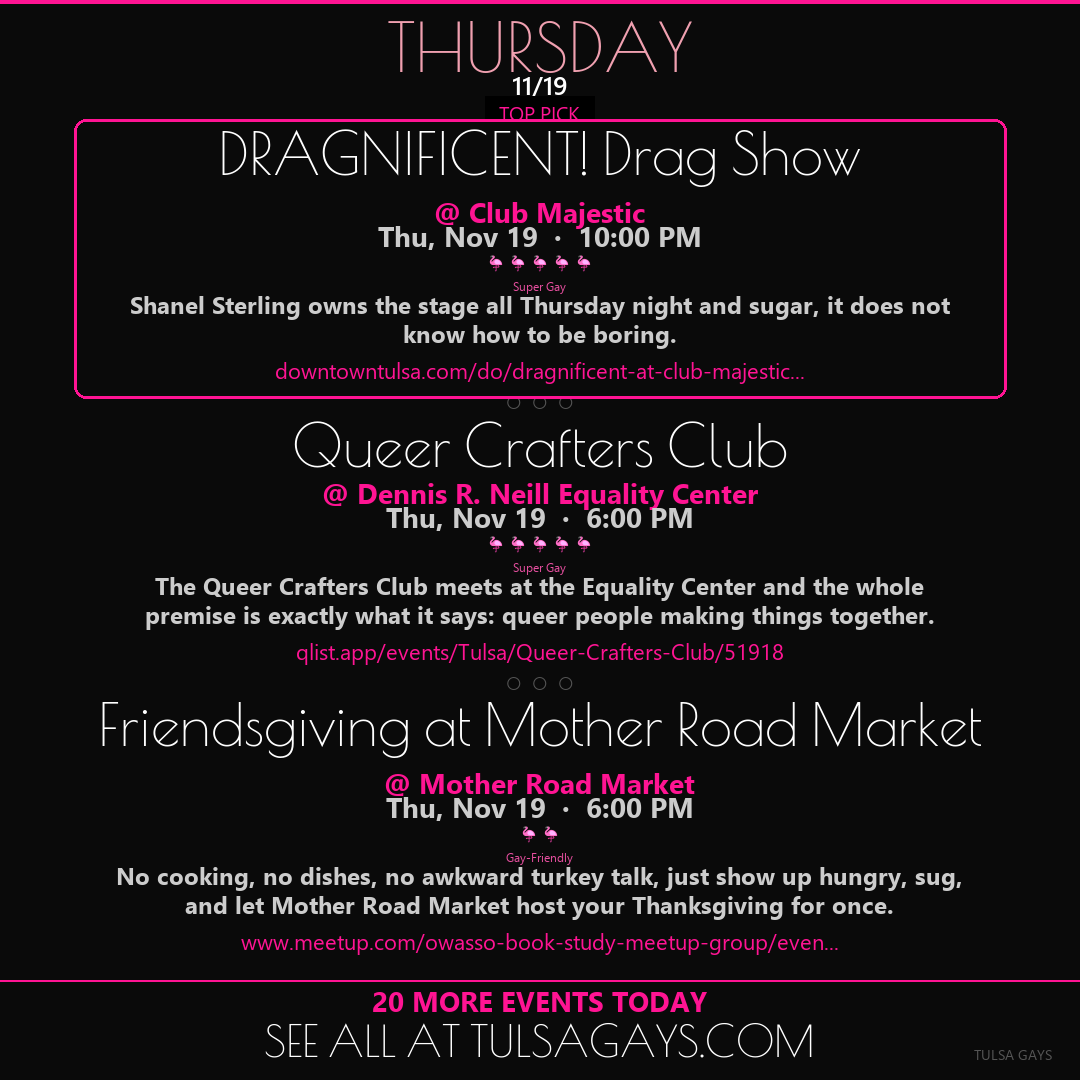 THURSDAY
11/19
TOP PICK
DRAGNIFICENT! Drag Show
@ Club Majestic
Thu, Nov 19 · 10:00 PM
Super Gay
Shanel Sterling owns the stage all Thursday night and sugar, it does not
know how to be boring.
downtowntulsa.com/do/dragnificent-at-club-majestic...
Queer Crafters Club
@ Dennis R. Neill Equality Center
Thu, Nov 19 · 6:00 PM
Super Gay
The Queer Crafters Club meets at the Equality Center and the whole
premise is exactly what it says: queer people making things together.
qlist.app/events/Tulsa/Queer-Crafters-Club/51918
Friendsgiving at Mother Road Market
@ Mother Road Market
Thu, Nov 19 · 6:00 PM
Gay-Friendly
No cooking, no dishes, no awkward turkey talk, just show up hungry, sug,
and let Mother Road Market host your Thanksgiving for once.
www.meetup.com/owasso-book-study-meetup-group/even...
20 MORE EVENTS TODAY
SEE ALL AT TULSAGAYS.COM
TULSA GAYS